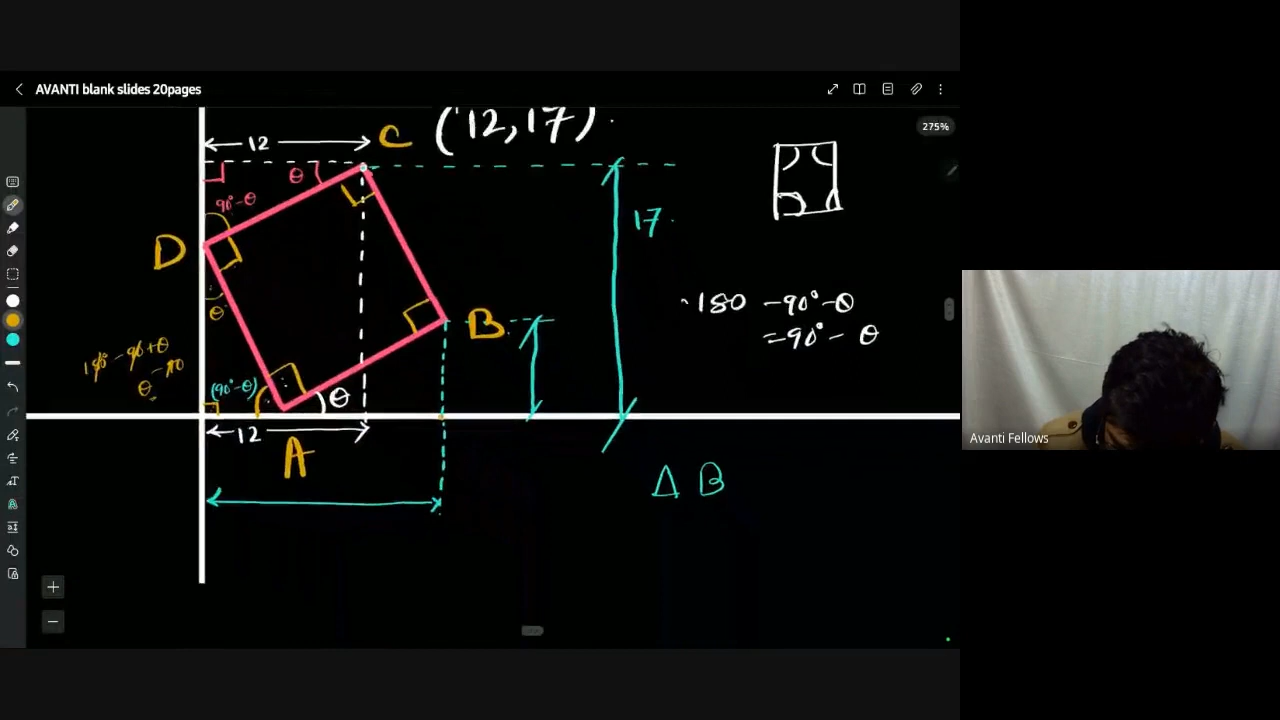 AVANTI blank slides 20pages
275%
12
C (12,17)
θ
90°-θ
17
D
θ
B
180 -90°-θ
=90° - θ
(90°-θ)
θ
12
A
Δ B
Avanti Fellows